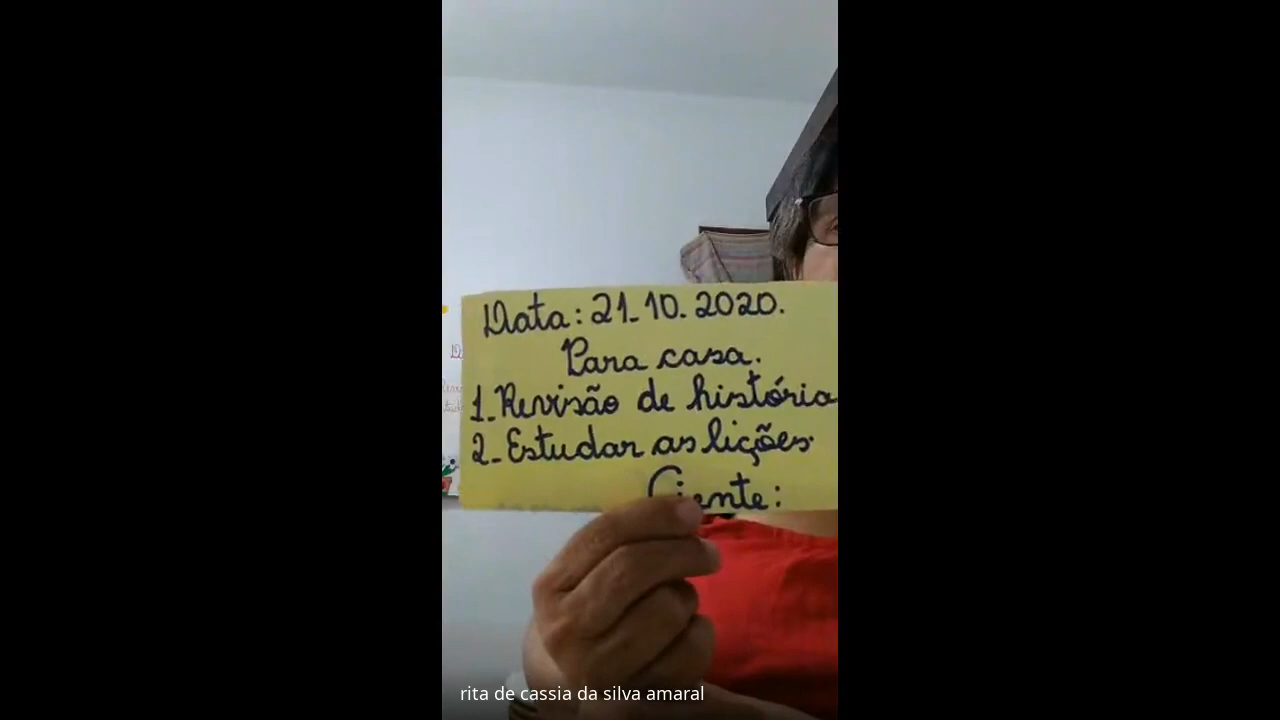 Data: 21.10.2020.
Para casa.
1-Revisão de história
2-Estudar as lições.
Ciente:
rita de cassia da silva amaral